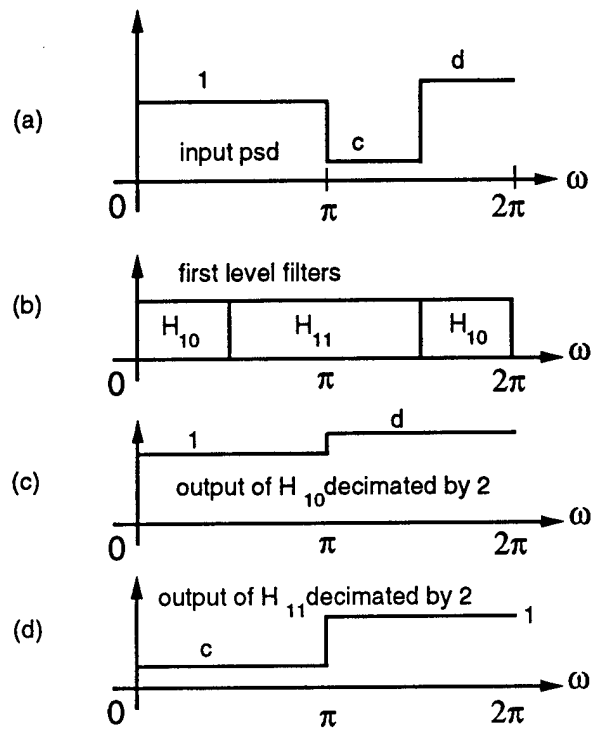 (a)
1
d
c
input psd
ω
0
π
2π
(b)
first level filters
H10
H11
H10
ω
0
π
2π
(c)
1
d
output of H10 decimated by 2
ω
0
π
2π
(d)
output of H11 decimated by 2
1
c
ω
0
π
2π